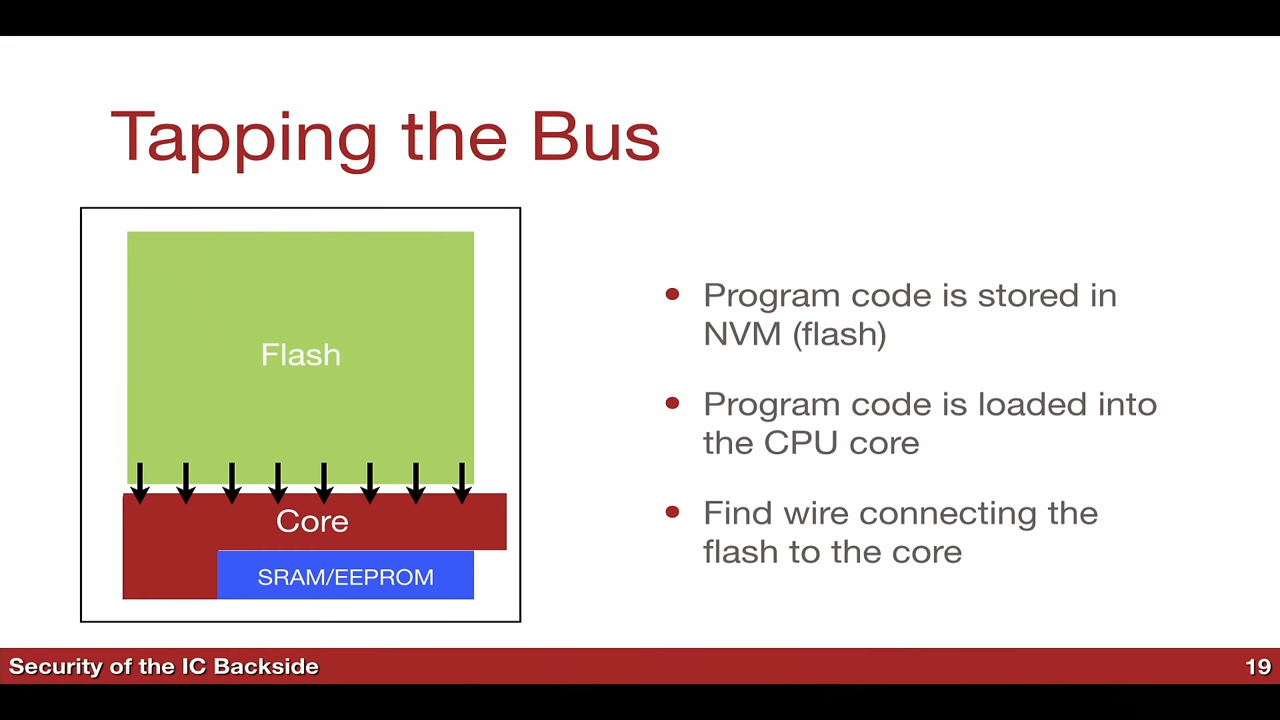 Tapping the Bus
Flash
Core
SRAM/EEPROM
• Program code is stored in
NVM (flash)
• Program code is loaded into
the CPU core
• Find wire connecting the
flash to the core
Security of the IC Backside
19